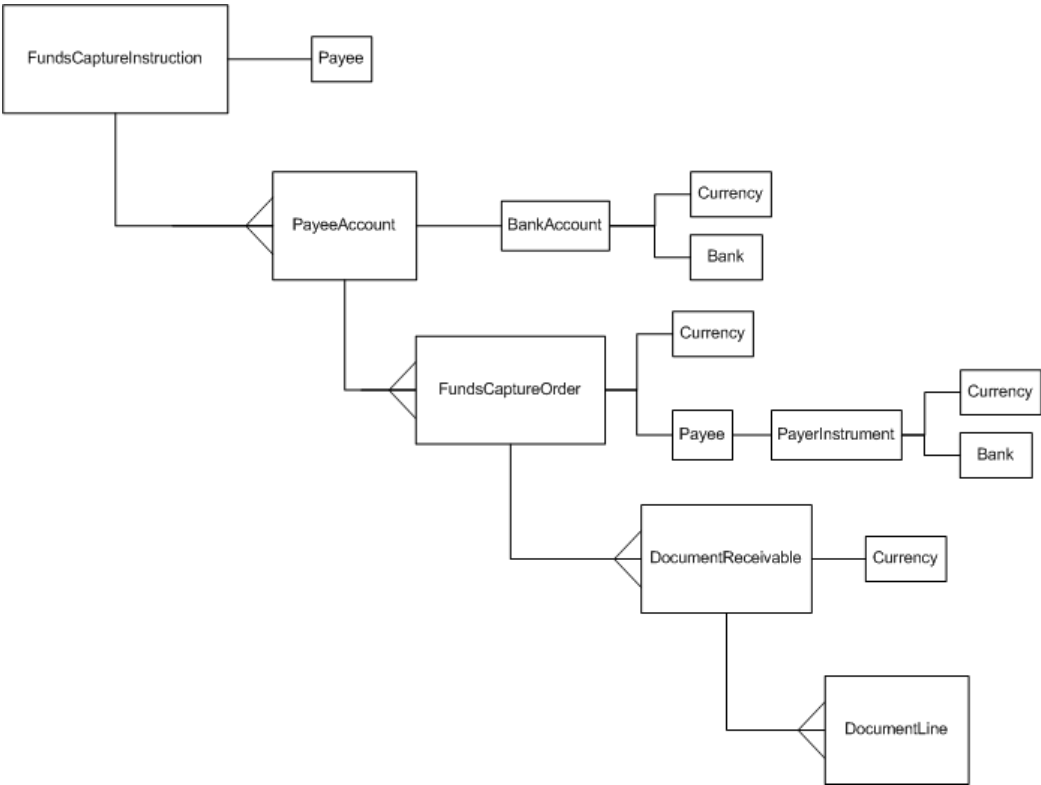 FundsCaptureInstruction
Payee
PayeeAccount
BankAccount
Currency
Bank
FundsCaptureOrder
Currency
Payee
PayerInstrument
Currency
Bank
DocumentReceivable
Currency
DocumentLine